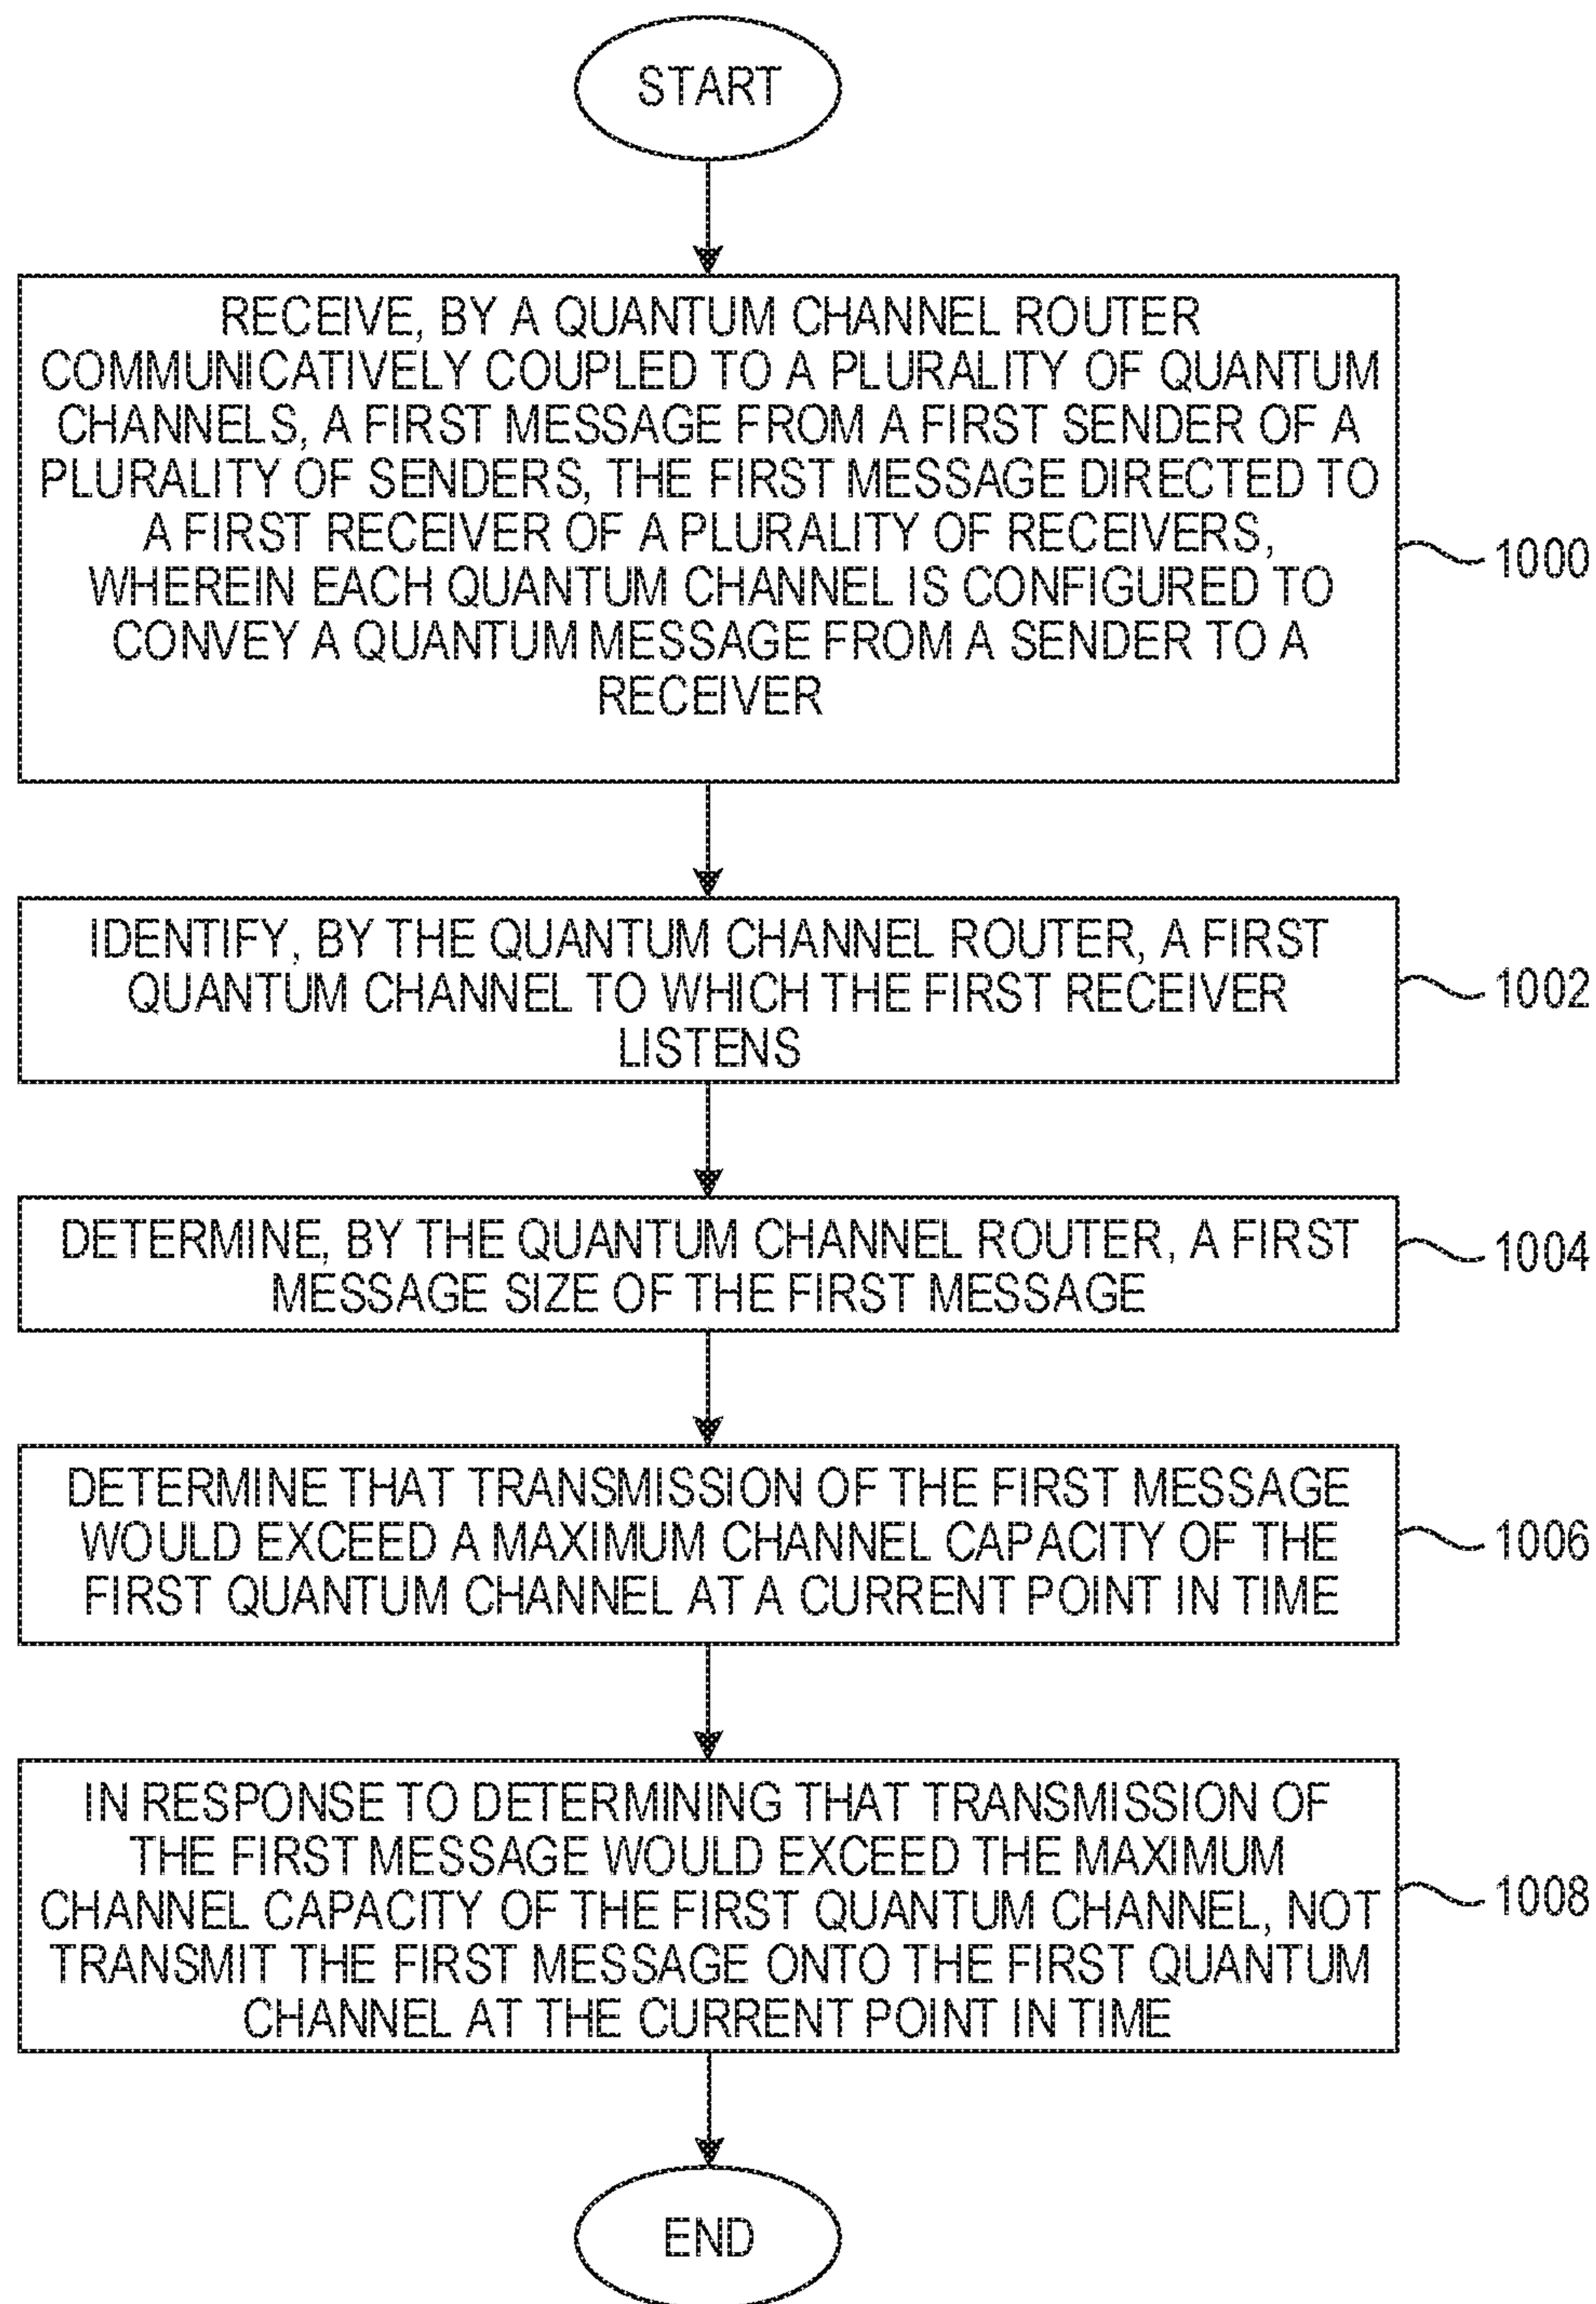 START
RECEIVE, BY A QUANTUM CHANNEL ROUTER
COMMUNICATIVELY COUPLED TO A PLURALITY OF QUANTUM
CHANNELS, A FIRST MESSAGE FROM A FIRST SENDER OF A
PLURALITY OF SENDERS, THE FIRST MESSAGE DIRECTED TO
A FIRST RECEIVER OF A PLURALITY OF RECEIVERS,
WHEREIN EACH QUANTUM CHANNEL IS CONFIGURED TO
CONVEY A QUANTUM MESSAGE FROM A SENDER TO A
RECEIVER
1000
IDENTIFY, BY THE QUANTUM CHANNEL ROUTER, A FIRST
QUANTUM CHANNEL TO WHICH THE FIRST RECEIVER
LISTENS
1002
DETERMINE, BY THE QUANTUM CHANNEL ROUTER, A FIRST
MESSAGE SIZE OF THE FIRST MESSAGE
1004
DETERMINE THAT TRANSMISSION OF THE FIRST MESSAGE
WOULD EXCEED A MAXIMUM CHANNEL CAPACITY OF THE
FIRST QUANTUM CHANNEL AT A CURRENT POINT IN TIME
1006
IN RESPONSE TO DETERMINING THAT TRANSMISSION OF
THE FIRST MESSAGE WOULD EXCEED THE MAXIMUM
CHANNEL CAPACITY OF THE FIRST QUANTUM CHANNEL, NOT
TRANSMIT THE FIRST MESSAGE ONTO THE FIRST QUANTUM
CHANNEL AT THE CURRENT POINT IN TIME
1008
END